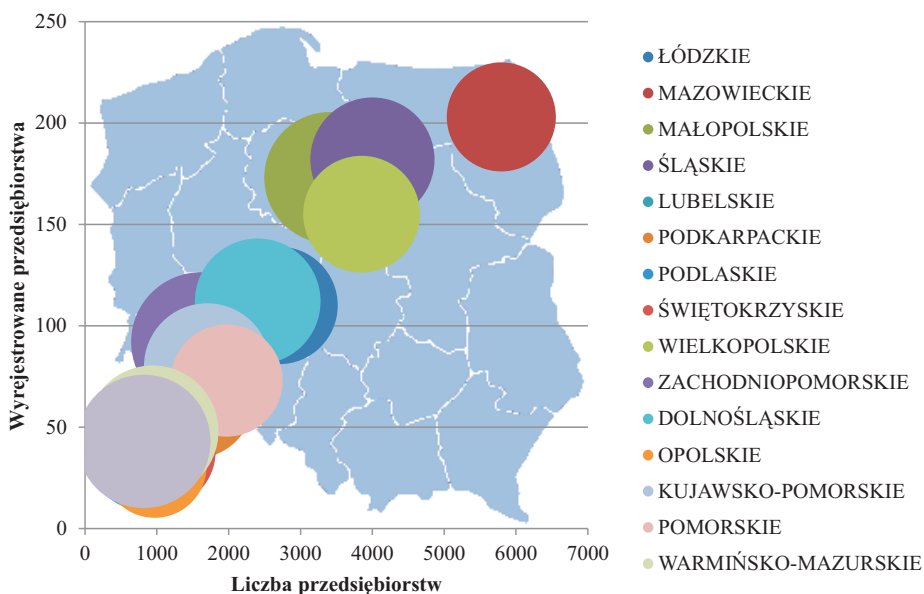 250
200
150
100
50
0
Wyrejestrowane przedsiębiorstwa
0 1000 2000 3000 4000 5000 6000 7000
Liczba przedsiębiorstw
ŁÓDZKIE
MAZOWIECKIE
MAŁOPOLSKIE
ŚLĄSKIE
LUBELSKIE
PODKARPACKIE
PODLASKIE
ŚWIĘTOKRZYSKIE
WIELKOPOLSKIE
ZACHODNIOPOMORSKIE
DOLNOŚLĄSKIE
OPOLSKIE
KUJAWSKO-POMORSKIE
POMORSKIE
WARMIŃSKO-MAZURSKIE